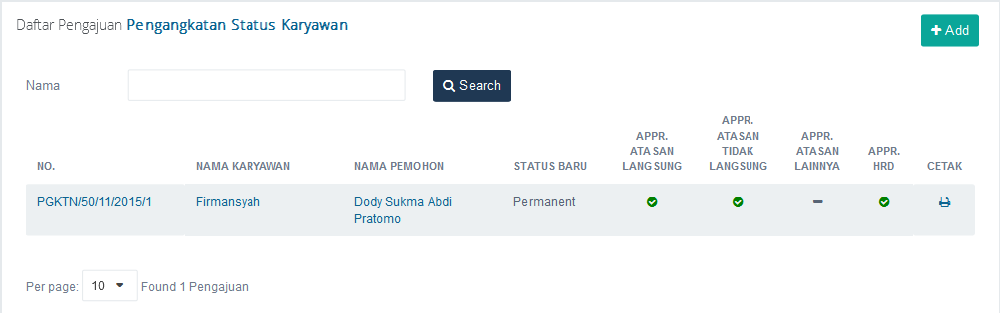 Daftar Pengajuan Pengangkatan Status Karyawan
Add
Nama
Search
NO.
NAMA KARYAWAN
NAMA PEMOHON
STATUS BARU
APPR.
ATASAN
LANGSUNG
APPR.
ATASAN
TIDAK
LANGSUNG
APPR.
ATASAN
LAINNYA
APPR.
HRD
CETAK
PGKTN/50/11/2015/1
Firmansyah
Dody Sukma Abdi
Pratomo
Permanent
Per page: 10 Found 1 Pengajuan